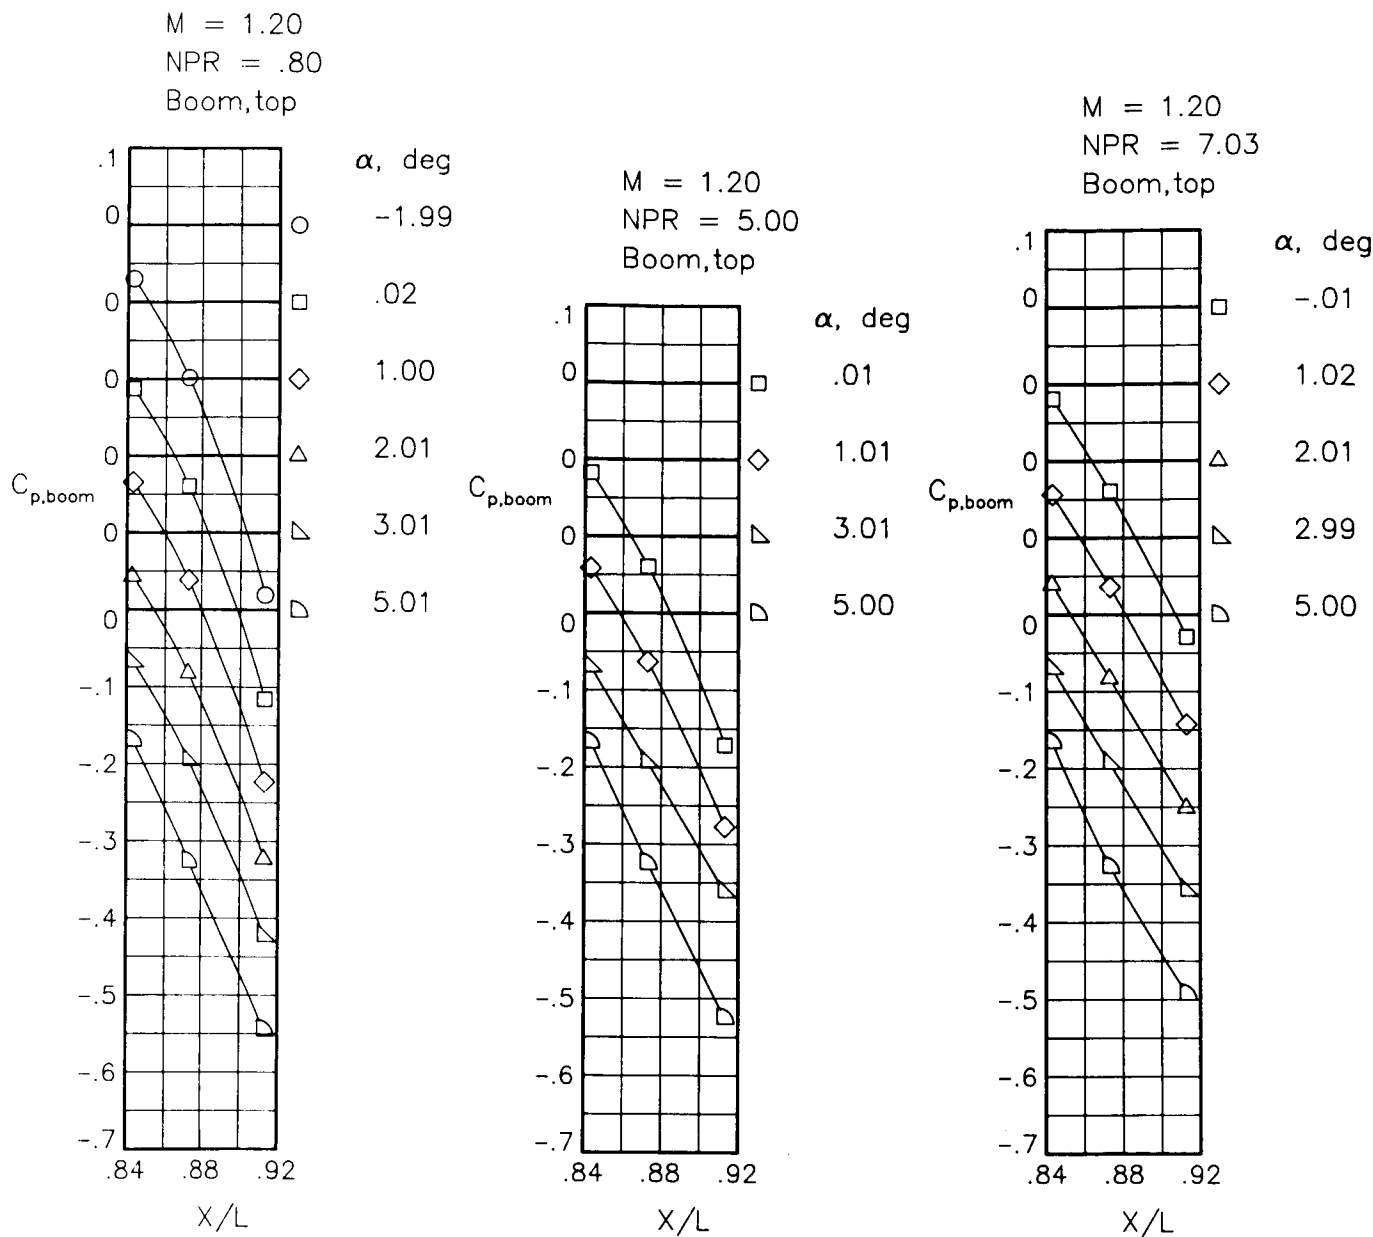 M = 1.20
NPR = .80
Boom,top
α, deg
.1
0
-1.99
0
.02
0
1.00
0
2.01
C p,boom
0
3.01
0
5.01
-.1
-.2
-.3
-.4
-.5
-.6
-.7
.84 .88 .92
X/L
M = 1.20
NPR = 5.00
Boom,top
α, deg
.1
0
.01
0
1.01
C p,boom
0
3.01
0
5.00
-.1
-.2
-.3
-.4
-.5
-.6
-.7
.84 .88 .92
X/L
M = 1.20
NPR = 7.03
Boom,top
α, deg
.1
0
-.01
0
1.02
0
2.01
C p,boom
0
2.99
0
5.00
-.1
-.2
-.3
-.4
-.5
-.6
-.7
.84 .88 .92
X/L